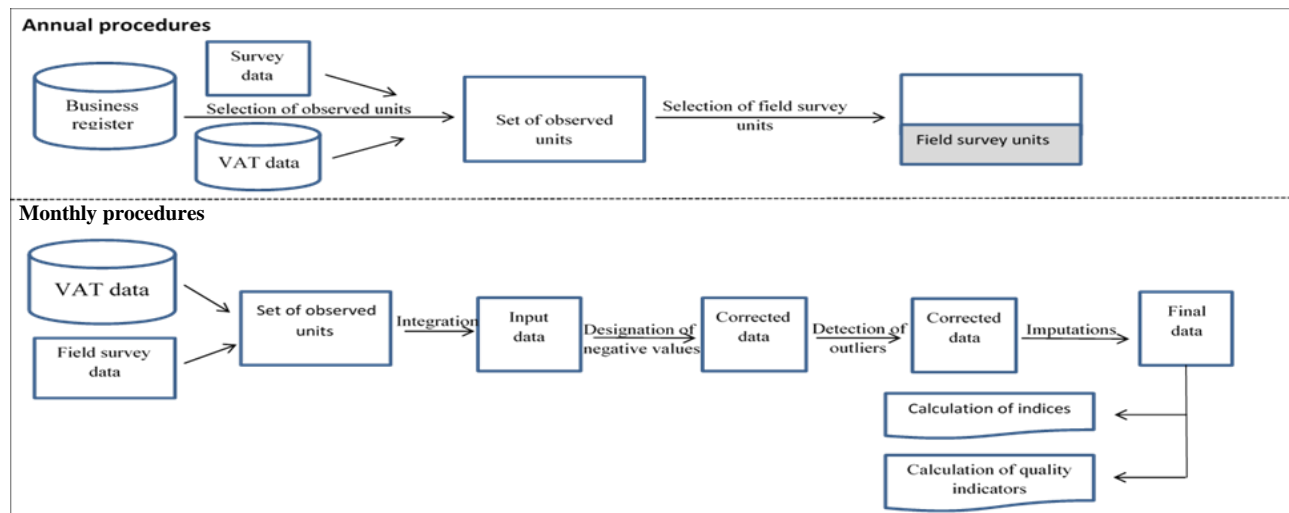 Annual procedures
Survey
data
Business
register
Selection of observed units
VAT data
Set of observed
units
Selection of field survey
units
Field survey units
Monthly procedures
VAT data
Field survey
data
Set of observed
units
Integration
Input
data
Designation of
negative values
Corrected
data
Detection of
outliers
Corrected
data
Imputations
Final
data
Calculation of indices
Calculation of quality
indicators